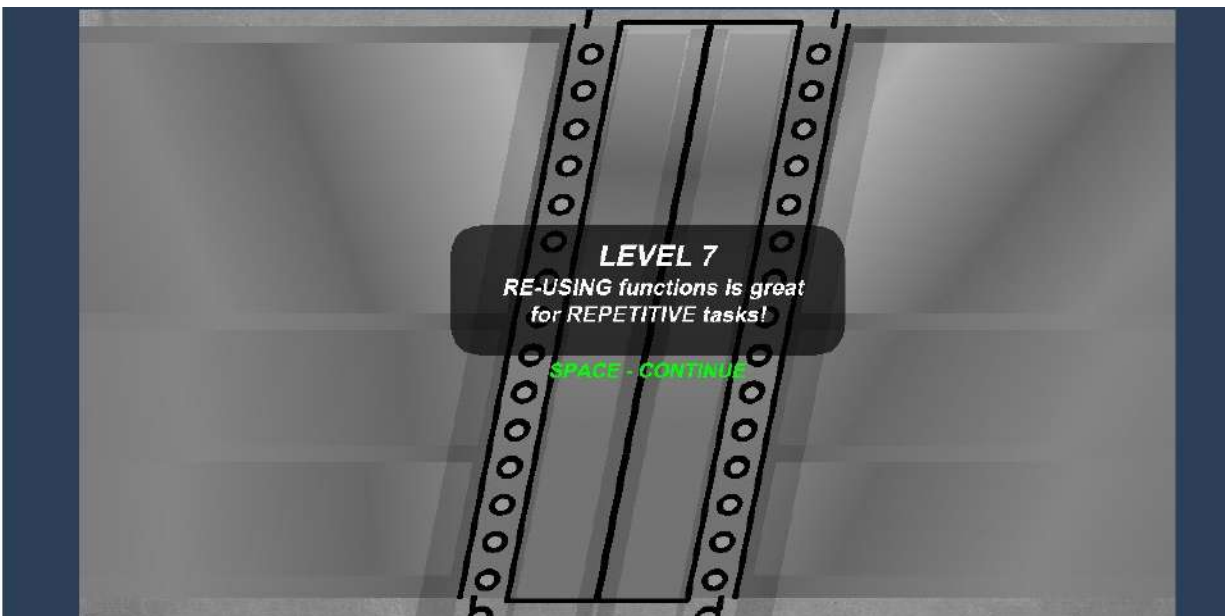 LEVEL 7
RE-USING functions is great
for REPETITIVE tasks!
SPACE - CONTINUE